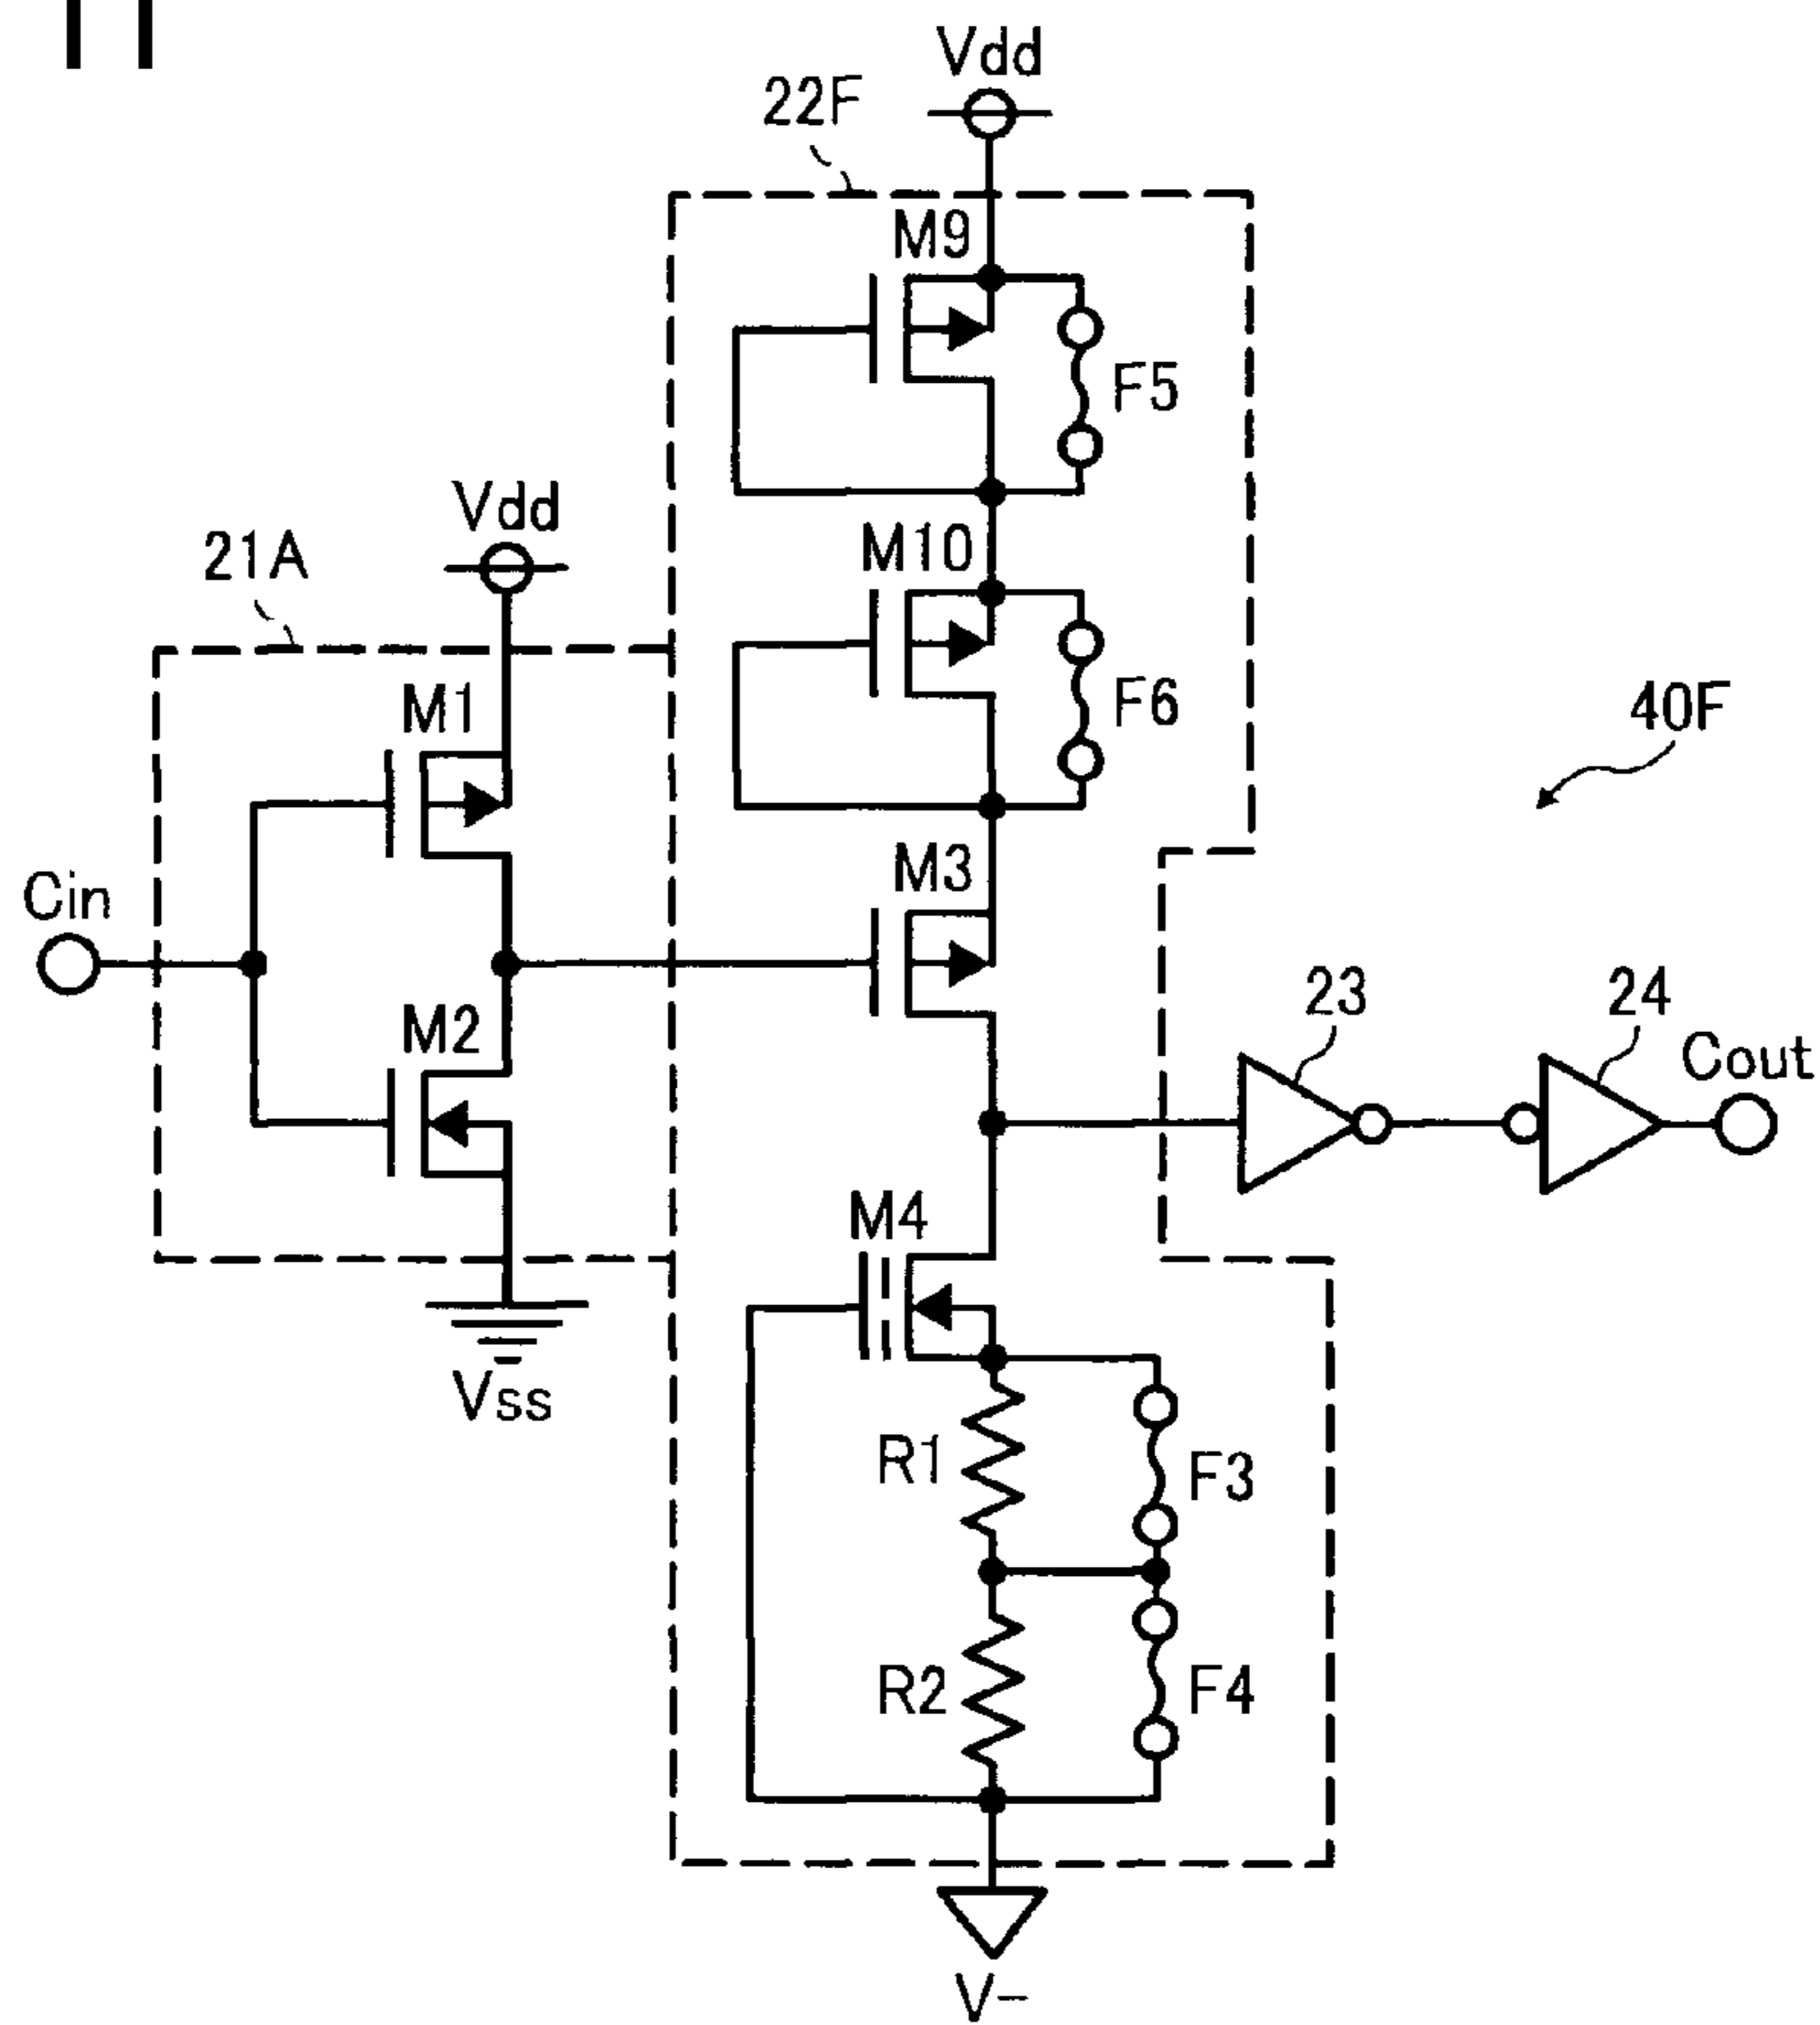 11
Vdd
22F
M9
F5
Vdd
M10
21A
M1
F6
40F
M3
Cin
M2
23
24
Cout
M4
Vss
R1
F3
R2
F4
V-